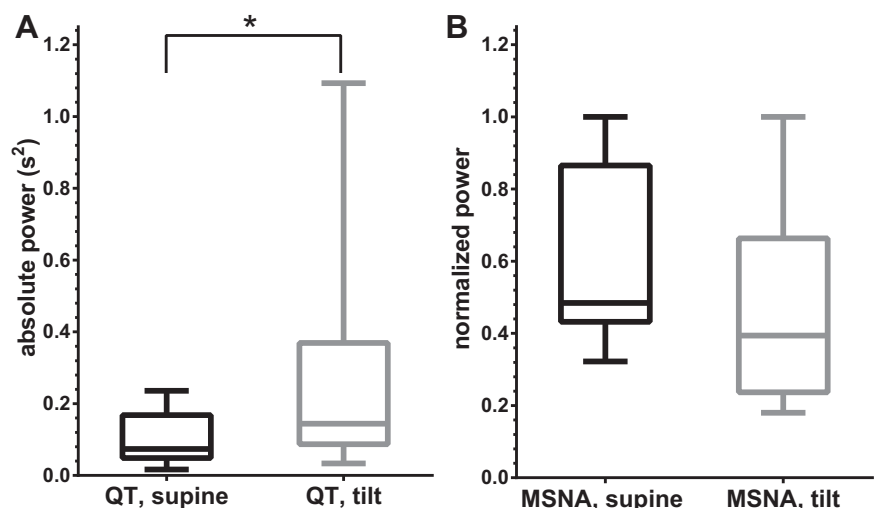 A
*
absolute power (s²)
1.2
1.0
0.8
0.6
0.4
0.2
0.0
QT, supine QT, tilt
B
normalized power
1.2
1.0
0.8
0.6
0.4
0.2
0.0
MSNA, supine MSNA, tilt